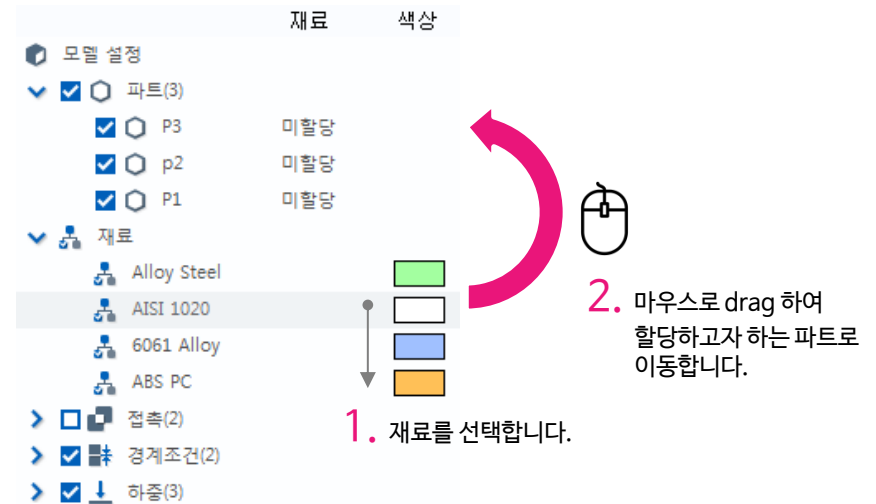 재료 색상
모델 설정
파트(3)
P3 미할당
p2 미할당
P1 미할당
재료
Alloy Steel
AISI 1020
6061 Alloy
ABS PC
접촉(2)
경계조건(2)
하중(3)
1. 재료를 선택합니다.
2. 마우스로 drag 하여
할당하고자 하는 파트로
이동합니다.